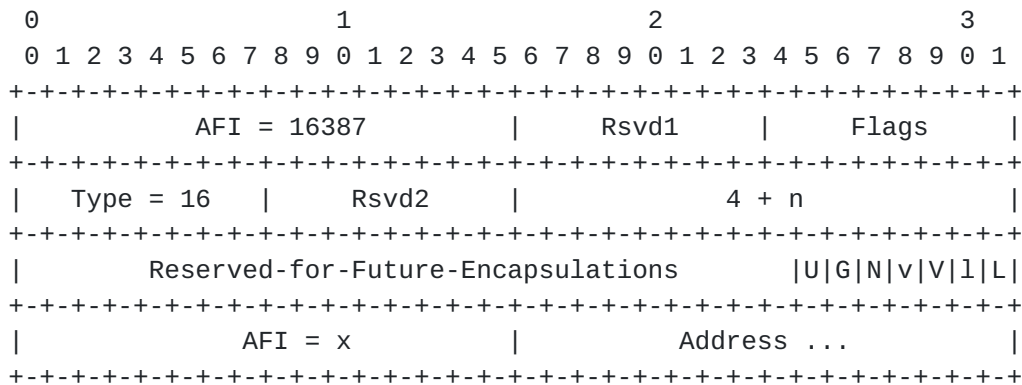 0                   1                   2                   3
 0 1 2 3 4 5 6 7 8 9 0 1 2 3 4 5 6 7 8 9 0 1 2 3 4 5 6 7 8 9 0 1
+-+-+-+-+-+-+-+-+-+-+-+-+-+-+-+-+-+-+-+-+-+-+-+-+-+-+-+-+-+-+-+-+
|           AFI = 16387         |     Rsvd1     |     Flags     |
+-+-+-+-+-+-+-+-+-+-+-+-+-+-+-+-+-+-+-+-+-+-+-+-+-+-+-+-+-+-+-+-+
|   Type = 16   |     Rsvd2     |             4 + n             |
+-+-+-+-+-+-+-+-+-+-+-+-+-+-+-+-+-+-+-+-+-+-+-+-+-+-+-+-+-+-+-+-+
|        Reserved-for-Future-Encapsulations       |U|G|N|v|V|l|L|
+-+-+-+-+-+-+-+-+-+-+-+-+-+-+-+-+-+-+-+-+-+-+-+-+-+-+-+-+-+-+-+-+
|              AFI = x          |          Address ...          |
+-+-+-+-+-+-+-+-+-+-+-+-+-+-+-+-+-+-+-+-+-+-+-+-+-+-+-+-+-+-+-+-+